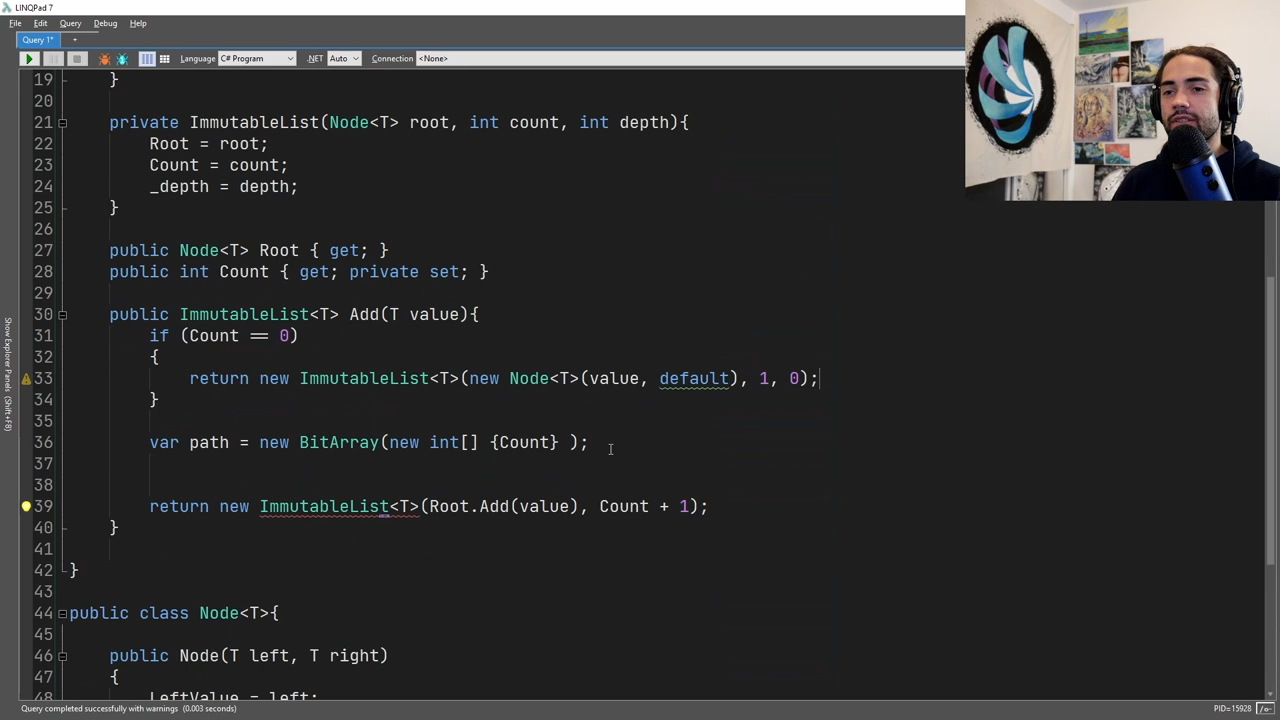 LINQPad 7
File Edit Query Debug Help
Query 1* +
Language C# Program .NET Auto Connection <None>
Show Explorer Panels (Shift+F8)
19 }
20
21 private ImmutableList(Node<T> root, int count, int depth){
22 Root = root;
23 Count = count;
24 _depth = depth;
25 }
26
27 public Node<T> Root { get; }
28 public int Count { get; private set; }
29
30 public ImmutableList<T> Add(T value){
31 if (Count == 0)
32 {
33 return new ImmutableList<T>(new Node<T>(value, default), 1, 0);
34 }
35
36 var path = new BitArray(new int[] {Count} );
37
38
39 return new ImmutableList<T>(Root.Add(value), Count + 1);
40 }
41
42 }
43
44 public class Node<T>{
45
46 public Node(T left, T right)
47 {
48 LeftValue = left;
Query completed successfully with warnings (0.003 seconds) PID=15928 /o-